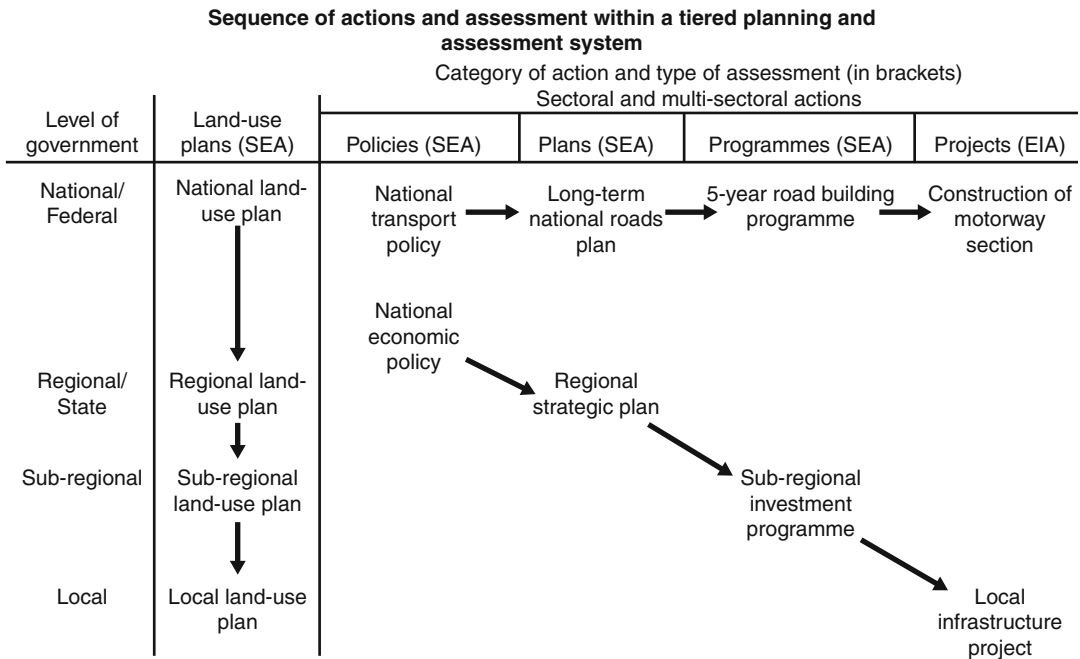 Sequence of actions and assessment within a tiered planning and
assessment system
Category of action and type of assessment (in brackets)
Sectoral and multi-sectoral actions
Level of
government
Land-use
plans (SEA)
Policies (SEA)
Plans (SEA)
Programmes (SEA)
Projects (EIA)
National/
Federal
National land-
use plan
National
transport
policy
Long-term
national roads
plan
5-year road building
programme
Construction of
motorway
section
National
economic
policy
Regional/
State
Regional land-
use plan
Regional
strategic plan
Sub-regional
Sub-regional
land-use plan
Sub-regional
investment
programme
Local
Local land-use
plan
Local
infrastructure
project